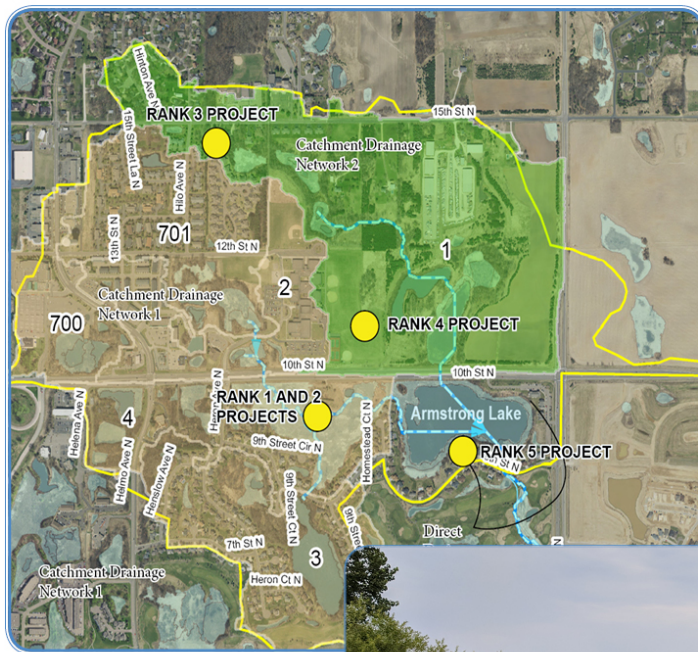 Hinton Ave N
15th St N
RANK 3 PROJECT
15th Street La N
Catchment Drainage
Network 2
Hilo Ave N
701
13th St N
12th St N
1
2
Catchment Drainage
Network 1
700
RANK 4 PROJECT
10th St N
10th St N
RANK 1 AND 2
PROJECTS
Armstrong Lake
4
Helena Ave N
Helmo Ave N
Henslow Ave N
9th Street Cir N
Homestead Ct N
RANK 5 PROJECT
St N
9th Street Ct N
9th Stre
Direct
7th St N
3
Heron Ct N
Catchment Drainage
Network 1
N